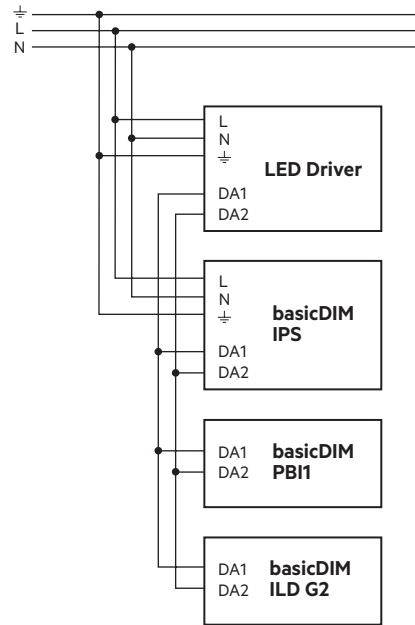 ⏚
L
N
L
N
⏚
LED Driver
DA1
DA2
L
N
⏚
basicDIM
IPS
DA1
DA2
DA1
DA2
basicDIM
PBI1
DA1
DA2
basicDIM
ILD G2